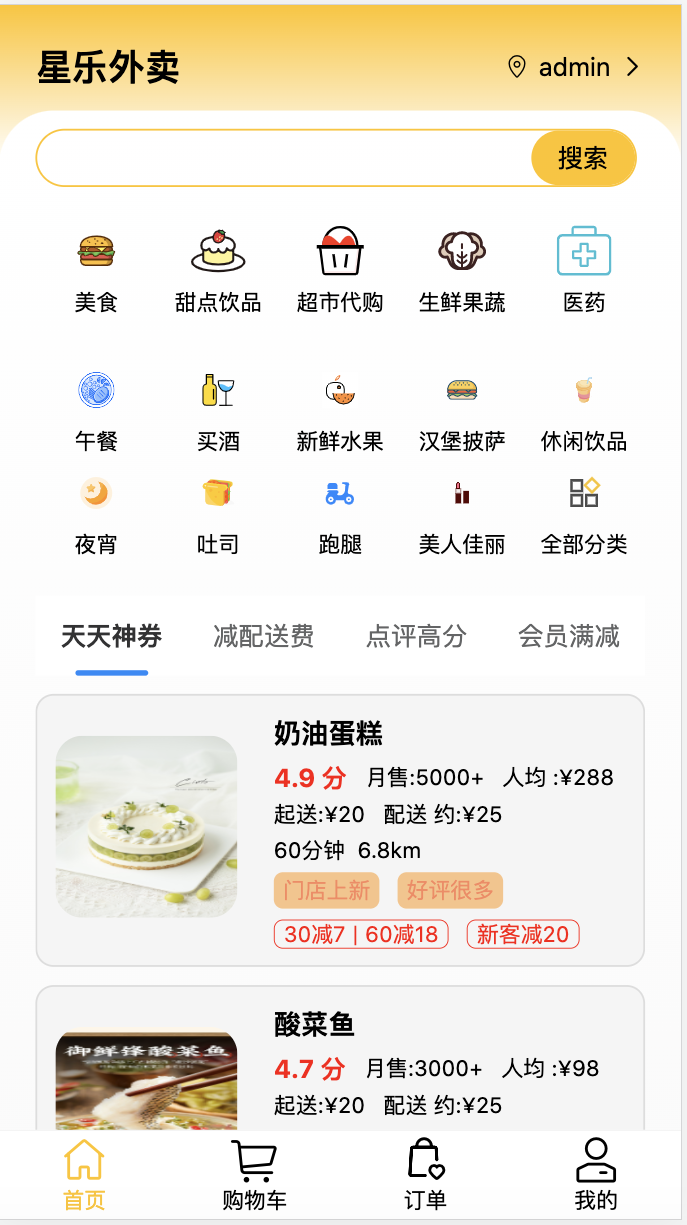 星乐外卖 admin
搜索
美食 甜点饮品 超市代购 生鲜果蔬 医药
午餐 买酒 新鲜水果 汉堡披萨 休闲饮品
夜宵 吐司 跑腿 美人佳丽 全部分类
天天神券 减配送费 点评高分 会员满减
奶油蛋糕
4.9 分 月售:5000+ 人均 :¥288
起送:¥20 配送 约:¥25
60分钟 6.8km
门店上新 好评很多
30减7 | 60减18 新客减20
酸菜鱼
御鲜锋酸菜鱼
4.7 分 月售:3000+ 人均 :¥98
起送:¥20 配送 约:¥25
首页 购物车 订单 我的